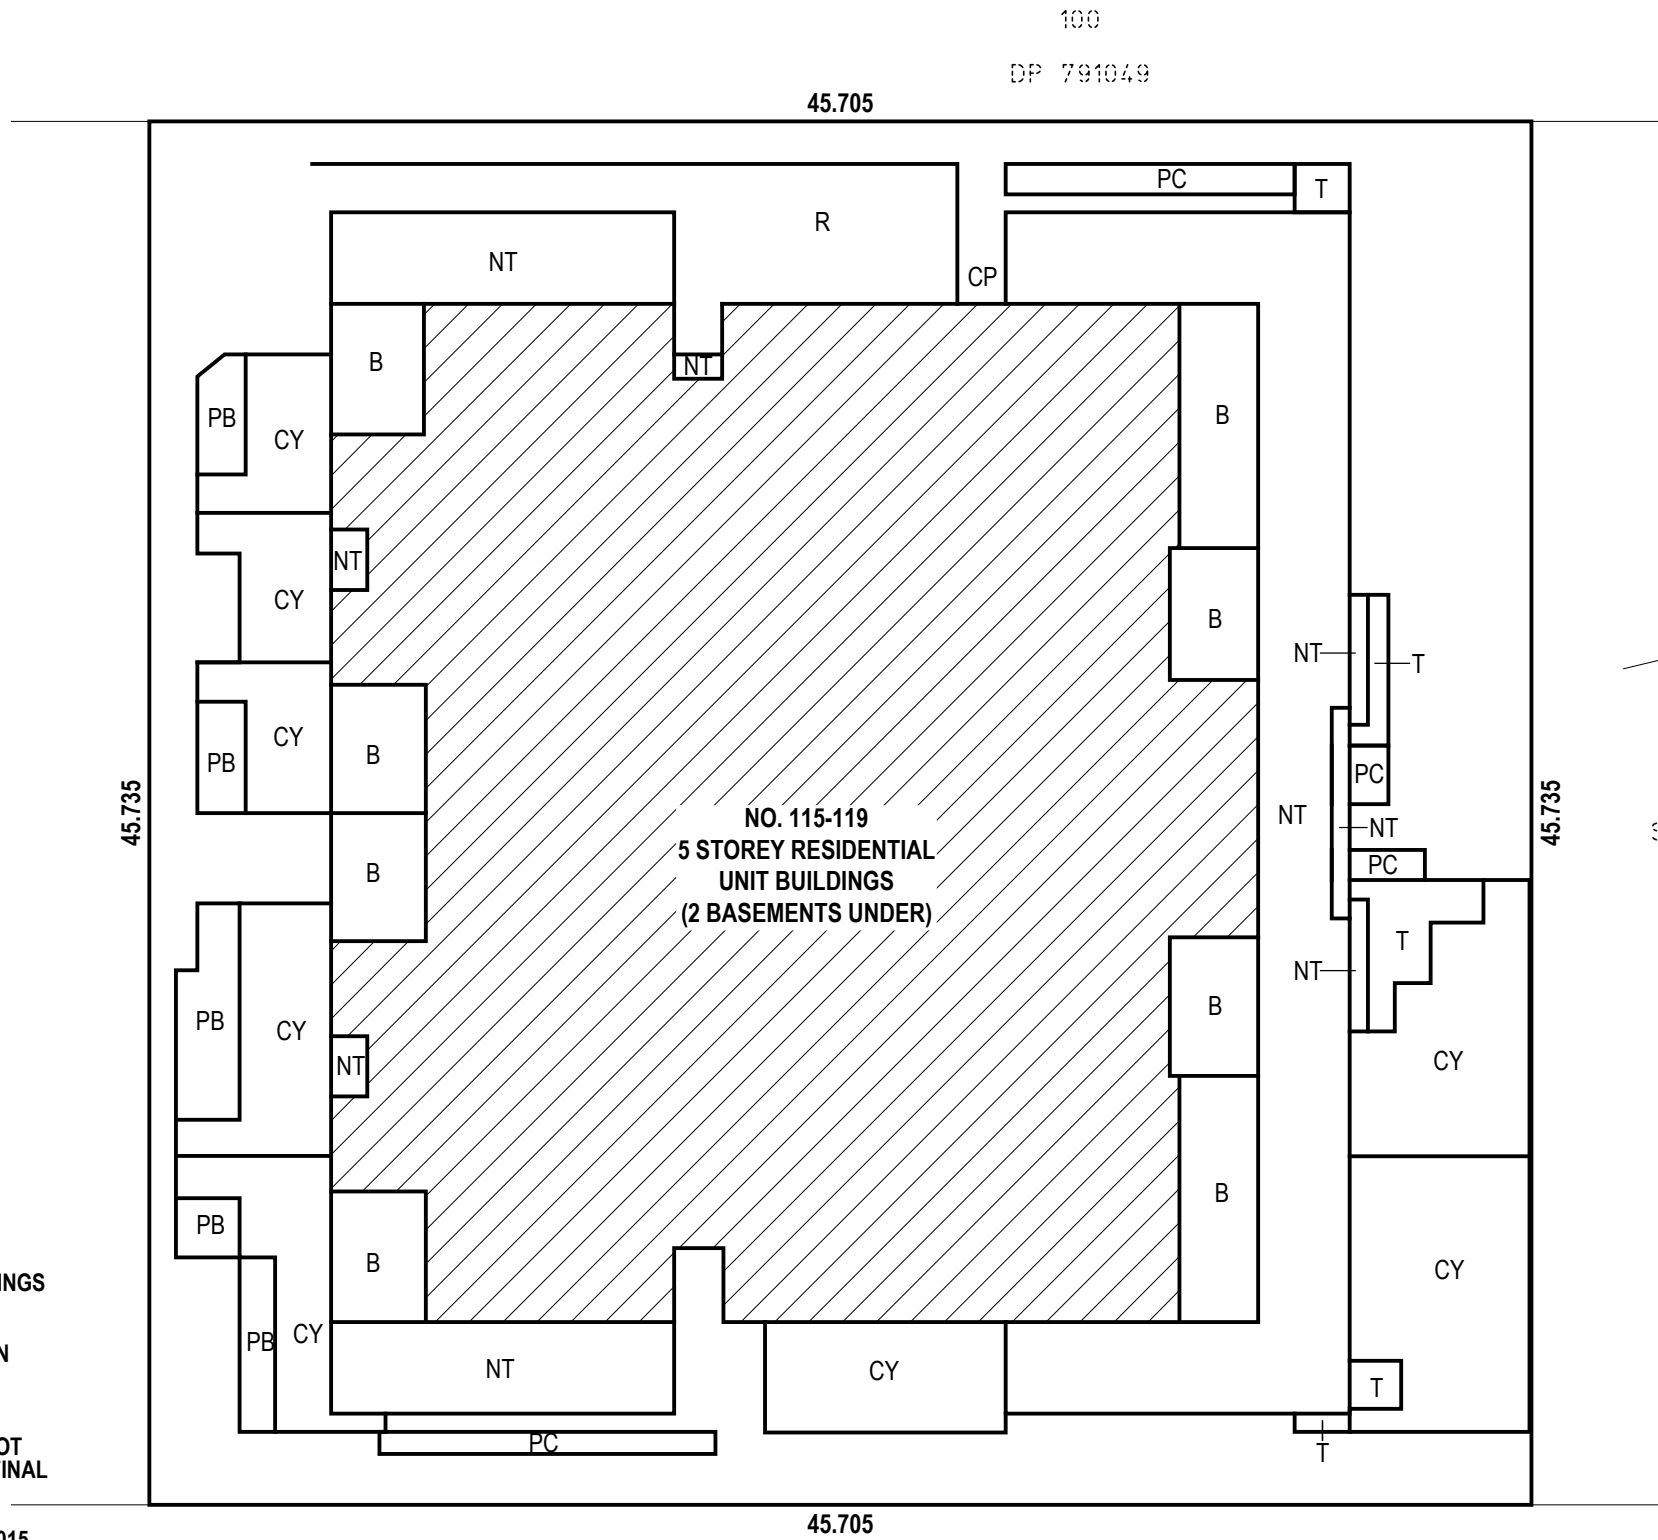 100
DP 791049
45.705
PC
T
R
NT
CP
B
NT
B
PB
CY
NT
CY
B
NT
T
CY
B
PB
PC
45.735
45.735
NT
NT
NO. 115-119
5 STOREY RESIDENTIAL
UNIT BUILDINGS
(2 BASEMENTS UNDER)
PC
B
T
NT
B
PB
CY
NT
CY
B
PB
B
CY
INGS
PB
CY
N
NT
CY
T
PC
T
OT
FINAL
45.705